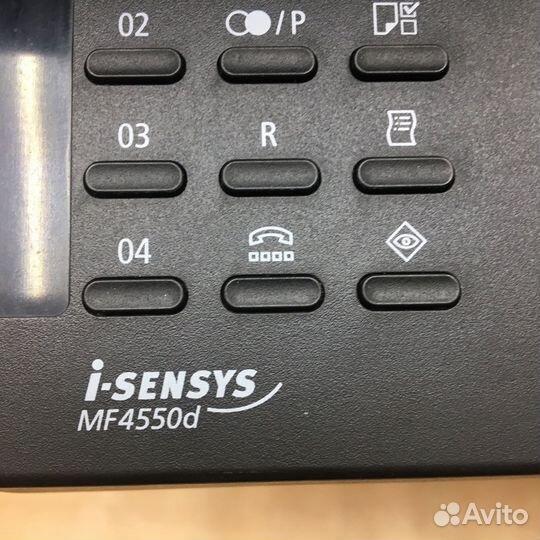 02 /P
03 R
04
i-SENSYS
MF4550d
Avito